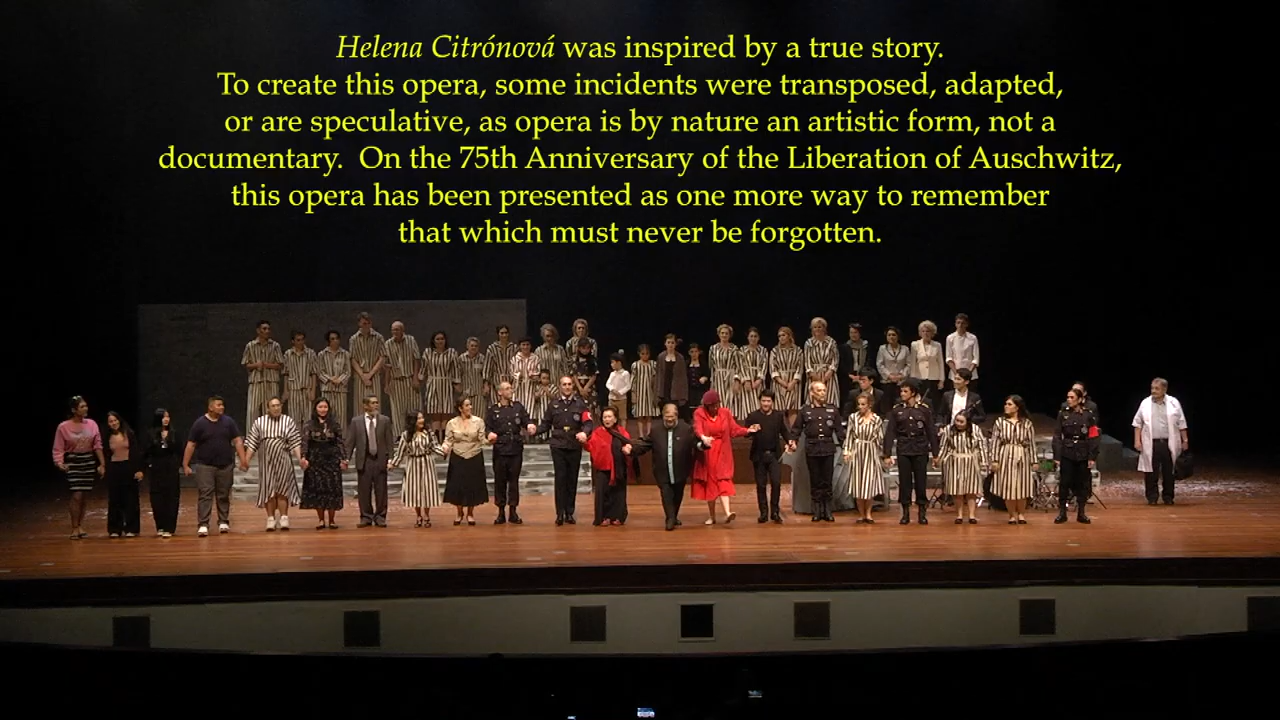 Helena Citrónová was inspired by a true story.
To create this opera, some incidents were transposed, adapted,
or are speculative, as opera is by nature an artistic form, not a
documentary. On the 75th Anniversary of the Liberation of Auschwitz,
this opera has been presented as one more way to remember
that which must never be forgotten.